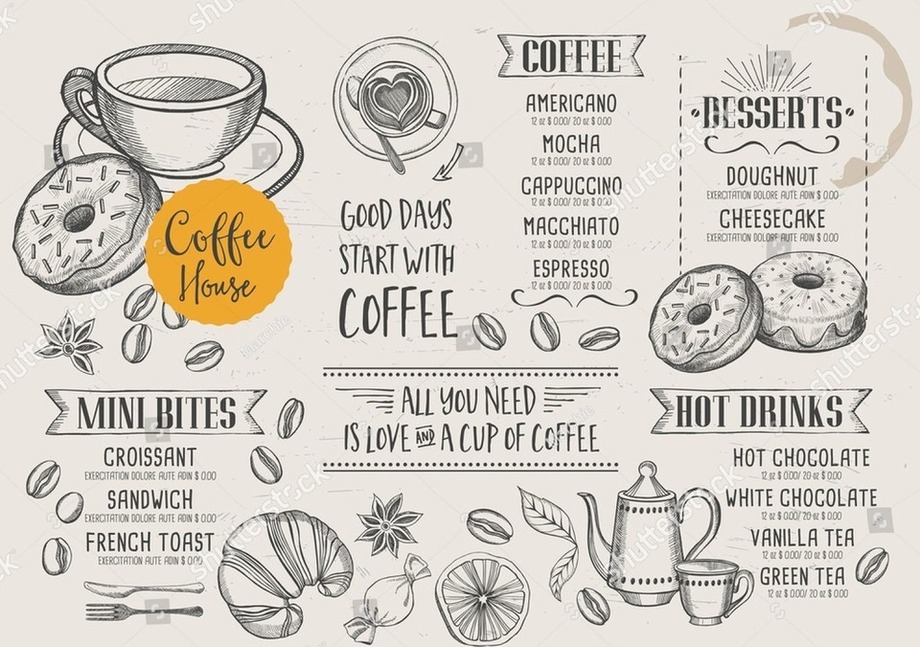 Coffee
House
GOOD DAYS
START WITH
COFFEE
COFFEE
AMERICANO
12 oz $ 0.00/ 20 oz $ 0.00
MOCHA
12 oz $ 0.00/ 20 oz $ 0.00
CAPPUCCINO
12 oz $ 0.00/ 20 oz $ 0.00
MACCHIATO
12 oz $ 0.00/ 20 oz $ 0.00
ESPRESSO
12 oz $ 0.00/ 20 oz $ 0.00
DESSERTS
DOUGHNUT
EXERCITATION DOLORE AUTE ADIN $ 0.00
CHEESECAKE
EXERCITATION DOLORE AUTE ADIN $ 0.00
ALL YOU NEED
IS LOVE AND A CUP OF COFFEE
MINI BITES
CROISSANT
EXERCITATION DOLORE AUTE ADIN $ 0.00
SANDWICH
EXERCITATION DOLORE AUTE ADIN $ 0.00
FRENCH TOAST
EXERCITATION AUTE ADIN $ 0.00
HOT DRINKS
HOT CHOCOLATE
12 oz $ 0.00/ 20 oz $ 0.00
WHITE CHOCOLATE
12 oz $ 0.00/ 20 oz $ 0.00
VANILLA TEA
12 oz $ 0.00/ 20 oz $ 0.00
GREEN TEA
12 oz $ 0.00/ 20 oz $ 0.00
shutterstock